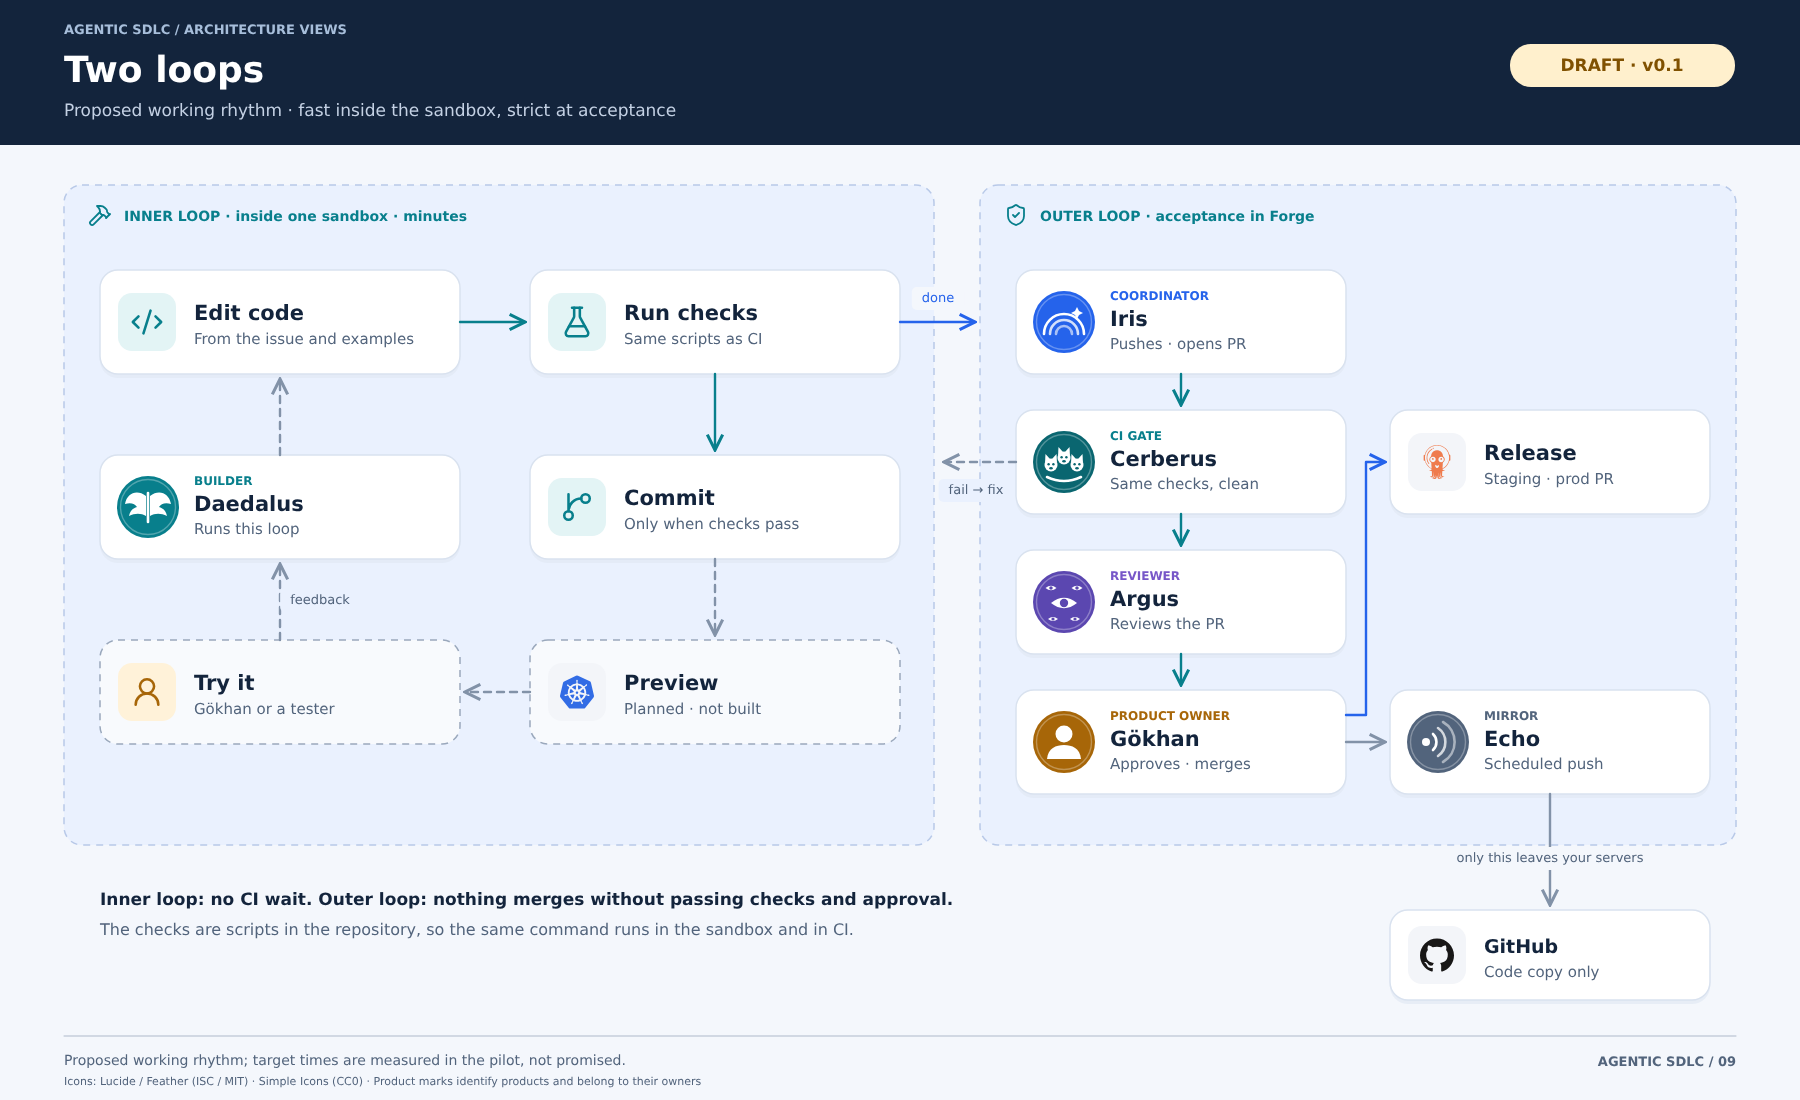 AGENTIC SDLC / ARCHITECTURE VIEWS
Two loops
Proposed working rhythm · fast inside the sandbox, strict at acceptance
DRAFT · v0.1
INNER LOOP · inside one sandbox · minutes
Edit code
From the issue and examples
Run checks
Same scripts as CI
done
BUILDER
Daedalus
Runs this loop
Commit
Only when checks pass
feedback
Try it
Gökhan or a tester
Preview
Planned · not built
OUTER LOOP · acceptance in Forge
COORDINATOR
Iris
Pushes · opens PR
CI GATE
Cerberus
Same checks, clean
fail → fix
Release
Staging · prod PR
REVIEWER
Argus
Reviews the PR
PRODUCT OWNER
Gökhan
Approves · merges
MIRROR
Echo
Scheduled push
only this leaves your servers
GitHub
Code copy only
Inner loop: no CI wait. Outer loop: nothing merges without passing checks and approval.
The checks are scripts in the repository, so the same command runs in the sandbox and in CI.
Proposed working rhythm; target times are measured in the pilot, not promised.
Icons: Lucide / Feather (ISC / MIT) · Simple Icons (CC0) · Product marks identify products and belong to their owners
AGENTIC SDLC / 09